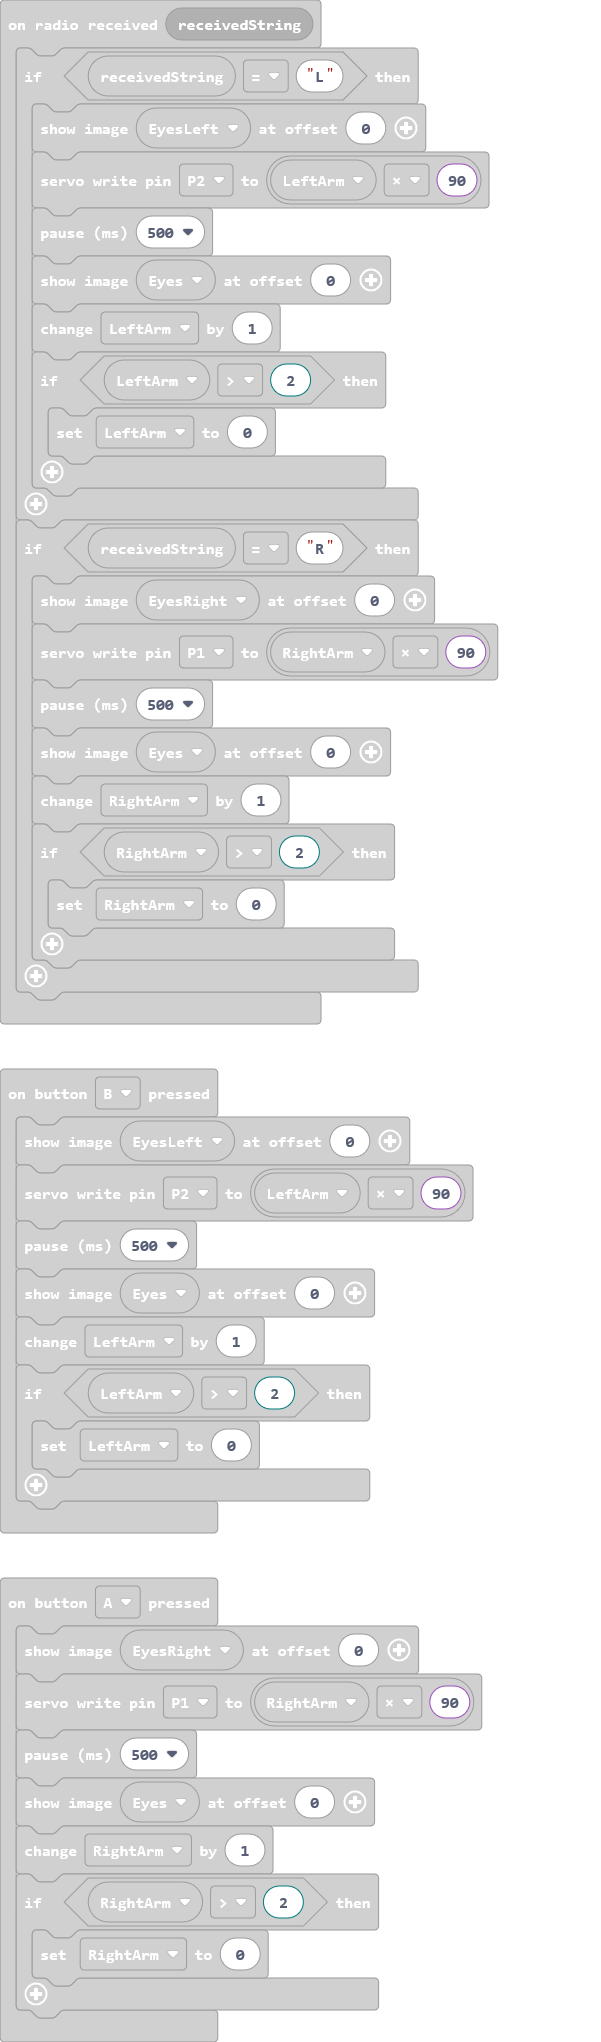 on radio received receivedString
if receivedString = "L" then
show image EyesLeft at offset 0
servo write pin P2 to LeftArm × 90
pause (ms) 500
show image Eyes at offset 0
change LeftArm by 1
if LeftArm > 2 then
set LeftArm to 0
if receivedString = "R" then
show image EyesRight at offset 0
servo write pin P1 to RightArm × 90
pause (ms) 500
show image Eyes at offset 0
change RightArm by 1
if RightArm > 2 then
set RightArm to 0
on button B pressed
show image EyesLeft at offset 0
servo write pin P2 to LeftArm × 90
pause (ms) 500
show image Eyes at offset 0
change LeftArm by 1
if LeftArm > 2 then
set LeftArm to 0
on button A pressed
show image EyesRight at offset 0
servo write pin P1 to RightArm × 90
pause (ms) 500
show image Eyes at offset 0
change RightArm by 1
if RightArm > 2 then
set RightArm to 0